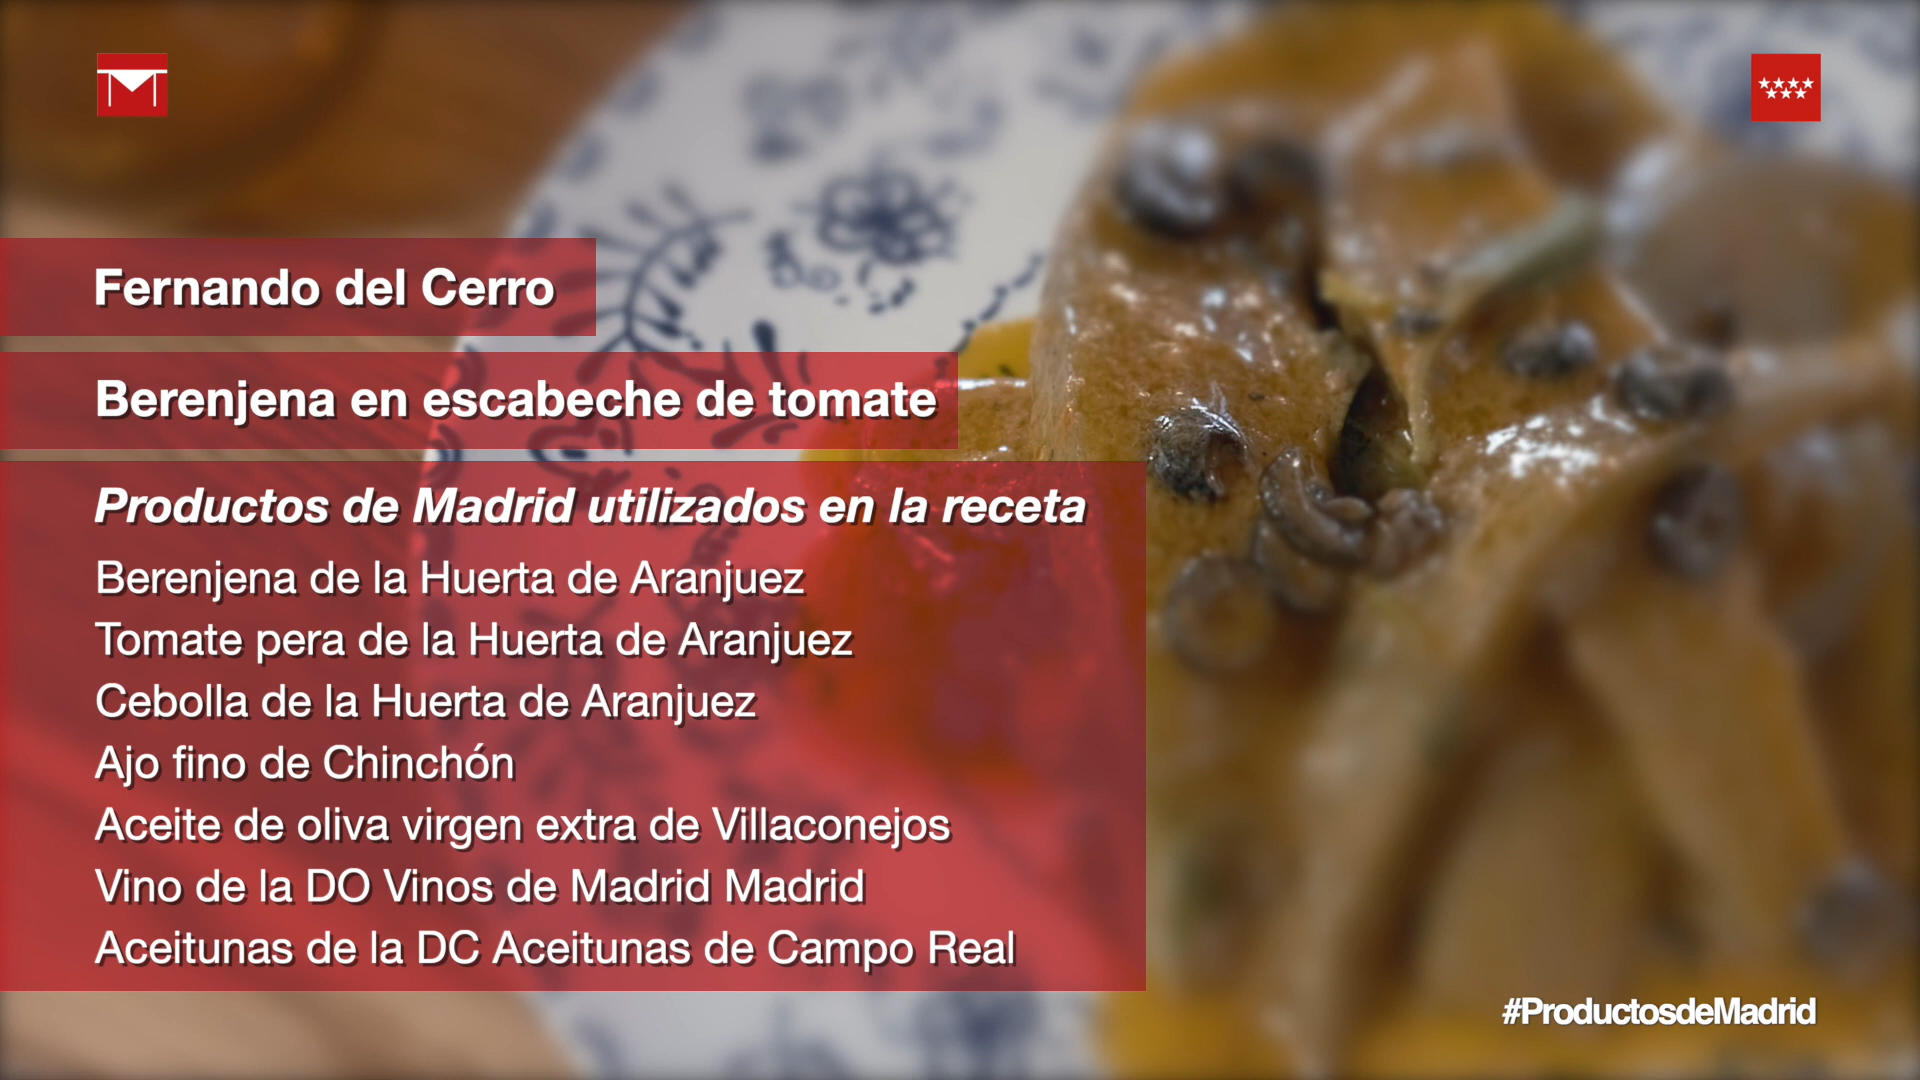 Fernando del Cerro
Berenjena en escabeche de tomate
Productos de Madrid utilizados en la receta
Berenjena de la Huerta de Aranjuez
Tomate pera de la Huerta de Aranjuez
Cebolla de la Huerta de Aranjuez
Ajo fino de Chinchón
Aceite de oliva virgen extra de Villaconejos
Vino de la DO Vinos de Madrid Madrid
Aceitunas de la DC Aceitunas de Campo Real
#ProductosdeMadrid